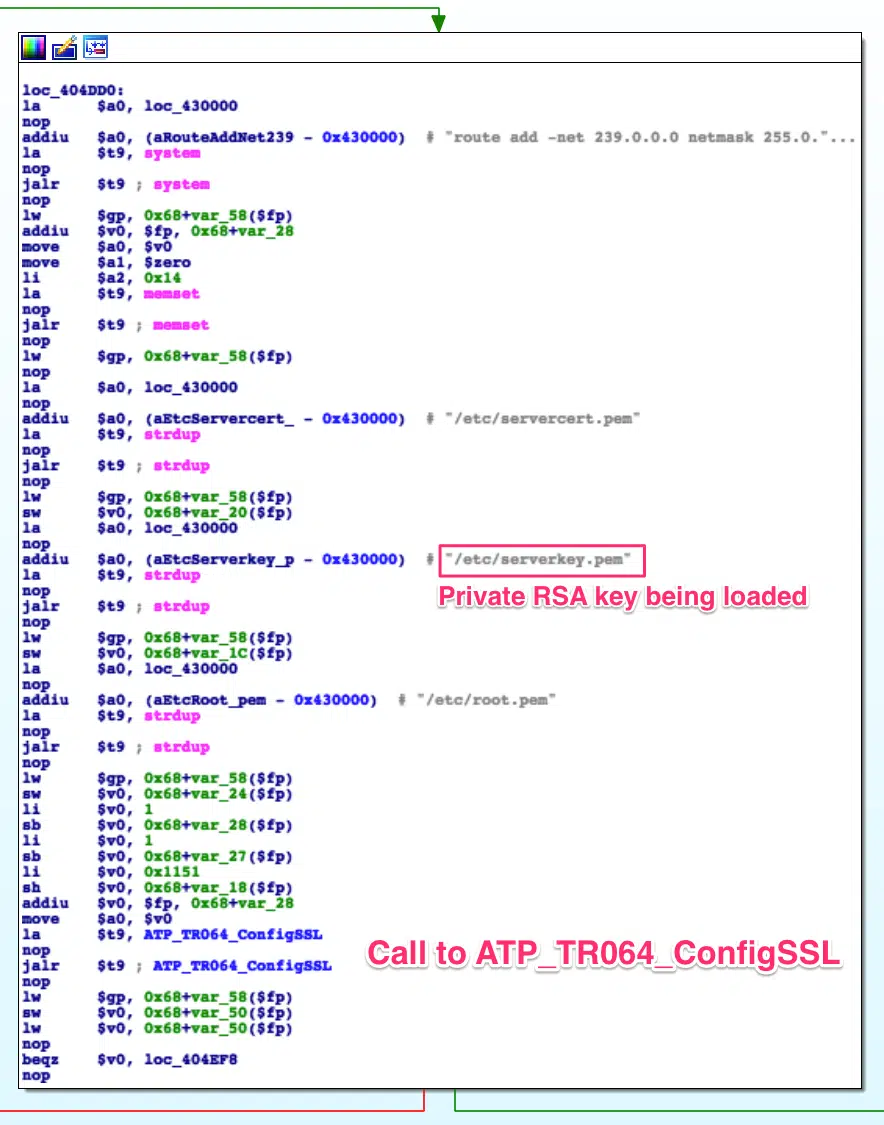 loc_404DD0:
la $a0, loc_430000
nop
addiu $a0, (aRouteAddNet239 - 0x430000) # "route add -net 239.0.0.0 netmask 255.0."...
la $t9, system
nop
jalr $t9 ; system
nop
lw $gp, 0x68+var_58($fp)
addiu $v0, $fp, 0x68+var_28
move $a0, $v0
move $a1, $zero
li $a2, 0x14
la $t9, memset
nop
jalr $t9 ; memset
nop
lw $gp, 0x68+var_58($fp)
nop
la $a0, loc_430000
nop
addiu $a0, (aEtcServercert_ - 0x430000) # "/etc/servercert.pem"
la $t9, strdup
nop
jalr $t9 ; strdup
nop
lw $gp, 0x68+var_58($fp)
sw $v0, 0x68+var_20($fp)
la $a0, loc_430000
nop
addiu $a0, (aEtcServerkey_p - 0x430000) # "/etc/serverkey.pem"
la $t9, strdup
Private RSA key being loaded
nop
jalr $t9 ; strdup
nop
lw $gp, 0x68+var_58($fp)
sw $v0, 0x68+var_1C($fp)
la $a0, loc_430000
nop
addiu $a0, (aEtcRoot_pem - 0x430000) # "/etc/root.pem"
la $t9, strdup
nop
jalr $t9 ; strdup
nop
lw $gp, 0x68+var_58($fp)
sw $v0, 0x68+var_24($fp)
li $v0, 1
sb $v0, 0x68+var_28($fp)
li $v0, 1
sb $v0, 0x68+var_27($fp)
li $v0, 0x1151
sh $v0, 0x68+var_18($fp)
addiu $v0, $fp, 0x68+var_28
move $a0, $v0
la $t9, ATP_TR064_ConfigSSL
nop
Call to ATP_TR064_ConfigSSL
jalr $t9 ; ATP_TR064_ConfigSSL
nop
lw $gp, 0x68+var_58($fp)
sw $v0, 0x68+var_50($fp)
lw $v0, 0x68+var_50($fp)
nop
beqz $v0, loc_404EF8
nop